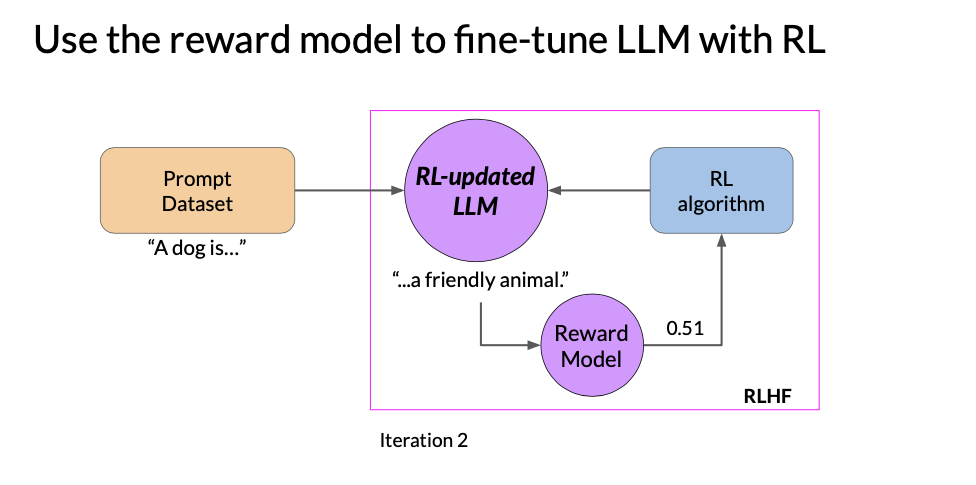 Use the reward model to fine-tune LLM with RL
Prompt
Dataset
RL-updated
LLM
RL
algorithm
“A dog is...”
“...a friendly animal.”
Reward
Model
0.51
RLHF
Iteration 2